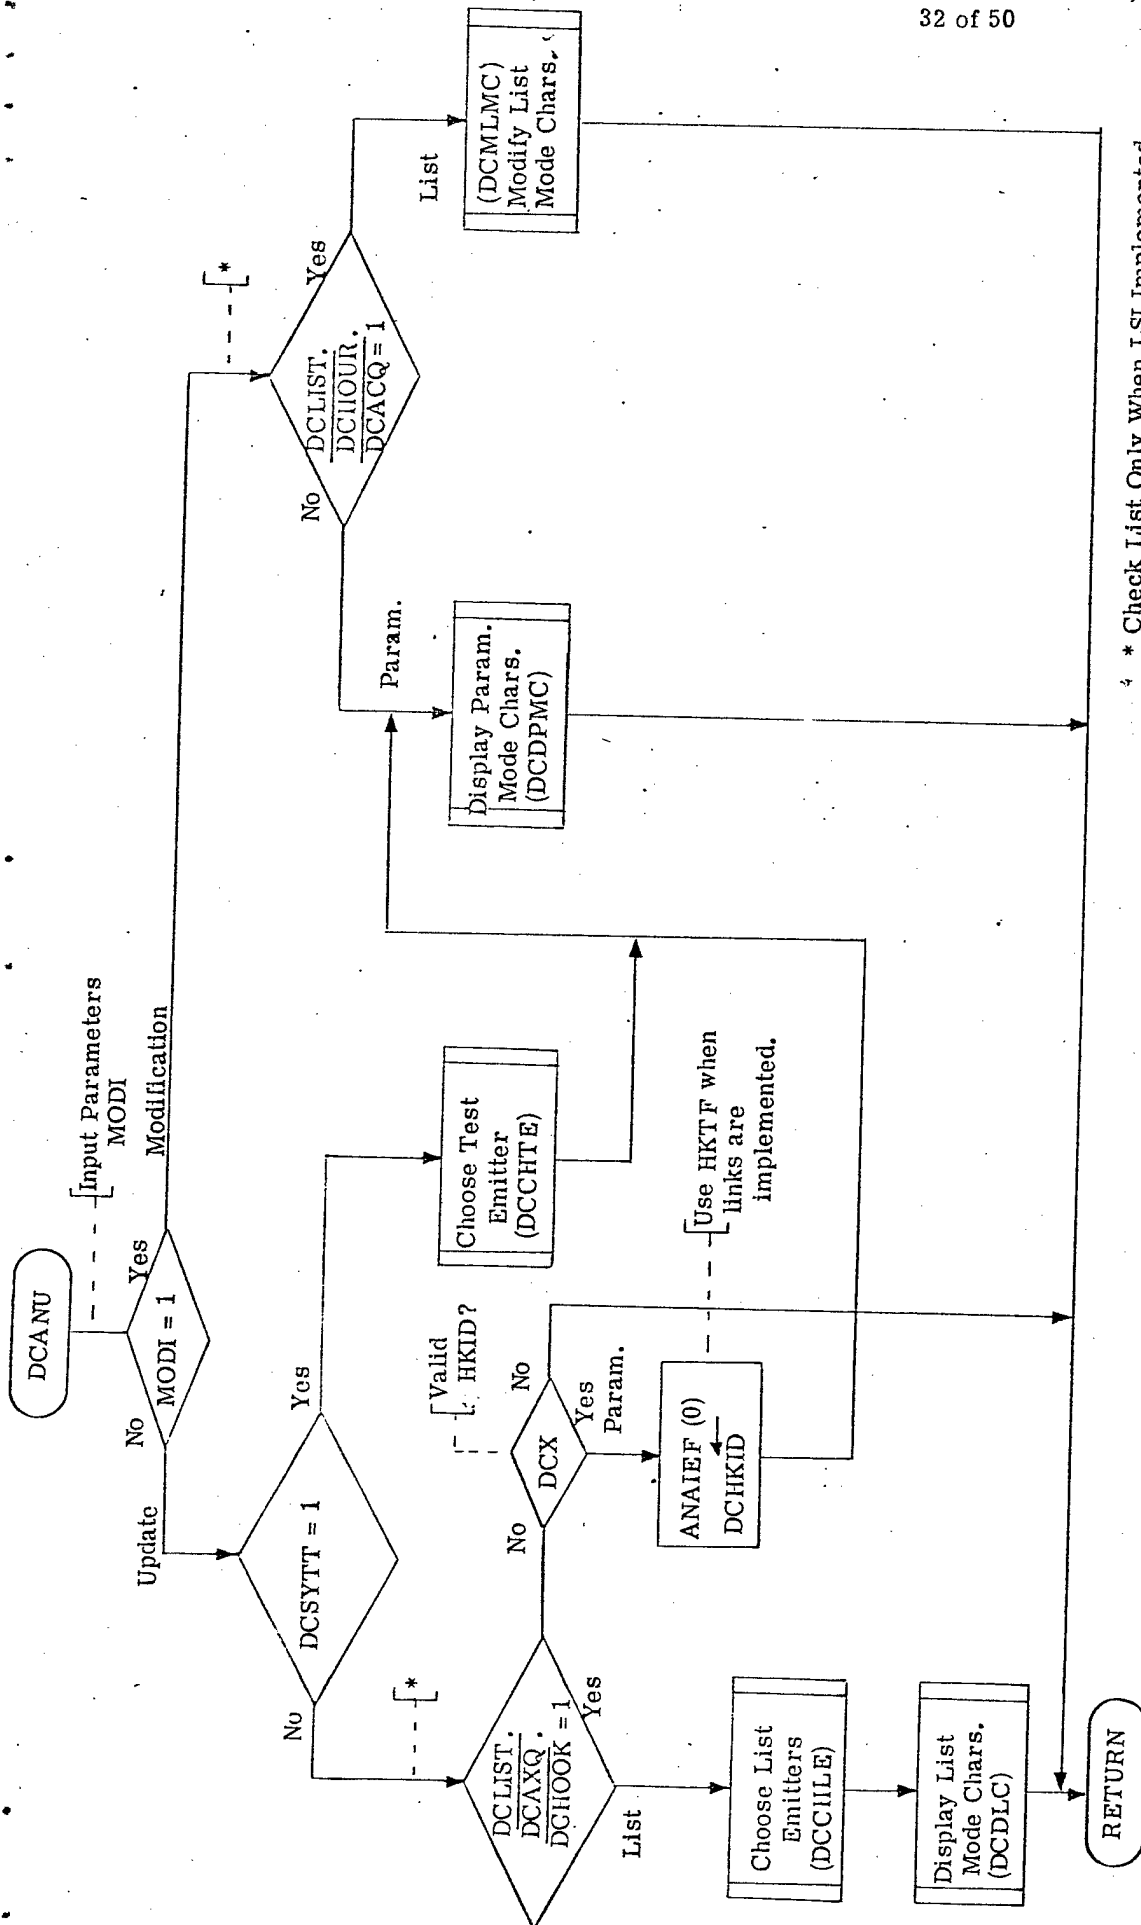 32 of 50
DCANU
Input Parameters
MODI
MODI = 1
No
Yes
Update
Modification
DCSYTT = 1
No
Yes
*
*
DCLIST.
DCHOUR.
DCACQ = 1
No
Yes
Param.
List
(DCMLMC)
Modify List
Mode Chars.
Display Param.
Mode Chars.
(DCDPMC)
Choose Test
Emitter
(DCCHTE)
DCLIST.
DCAXQ.
DCHOOK = 1
No
Yes
List
Valid
HKID?
DCX
No
Yes
Param.
ANAIEF (0)
←
DCHKID
Use HKTF when
links are
implemented.
Choose List
Emitters
(DCCHLE)
Display List
Mode Chars.
(DCDLC)
RETURN
* Check List Only When LSI Implemented